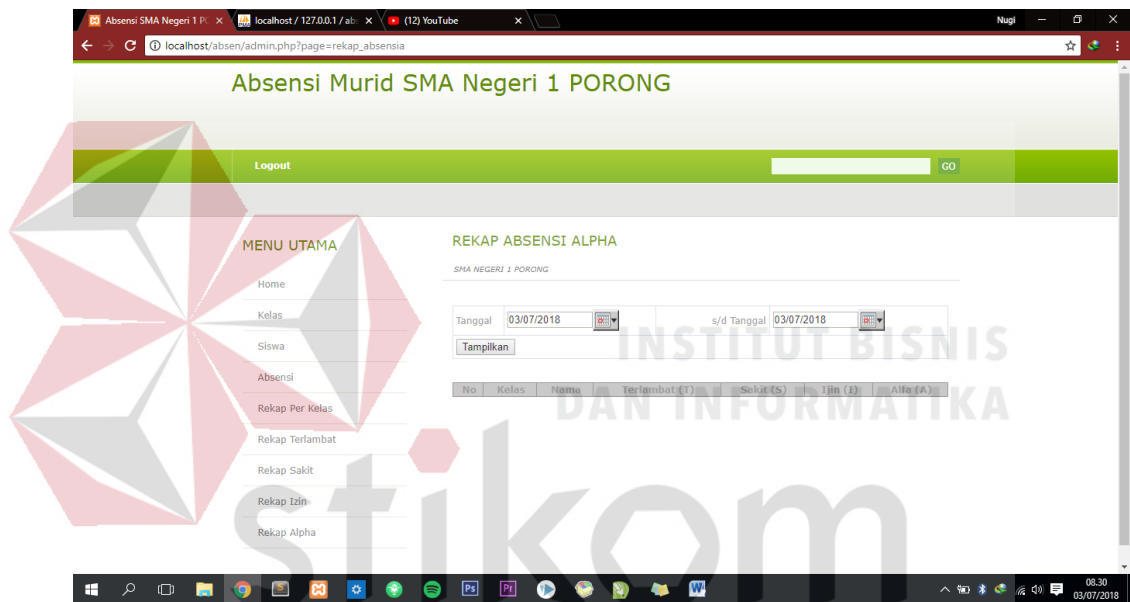 Absensi SMA Negeri 1 P
localhost / 127.0.0.1 / ab
(12) YouTube
Nugi
localhost/absen/admin.php?page=rekap_absensia
Absensi Murid SMA Negeri 1 PORONG
Logout
GO
MENU UTAMA
Home
Kelas
Siswa
Absensi
Rekap Per Kelas
Rekap Terlambat
Rekap Sakit
Rekap Izin
Rekap Alpha
REKAP ABSENSI ALPHA
SMA NEGERI 1 PORONG
Tanggal 03/07/2018 s/d Tanggal 03/07/2018
Tampilkan
No Kelas Nama Terlambat (T) Sakit (S) Ijin (I) Alfa (A)
INSTITUT BISNIS
DAN INFORMATIKA
stikom
Ps Pr W
08.30
03/07/2018